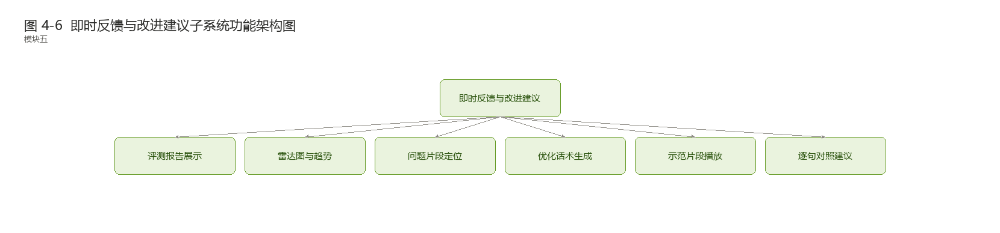 图 4-6 即时反馈与改进建议子系统功能架构图
模块五
即时反馈与改进建议
评测报告展示
雷达图与趋势
问题片段定位
优化话术生成
示范片段播放
逐句对照建议